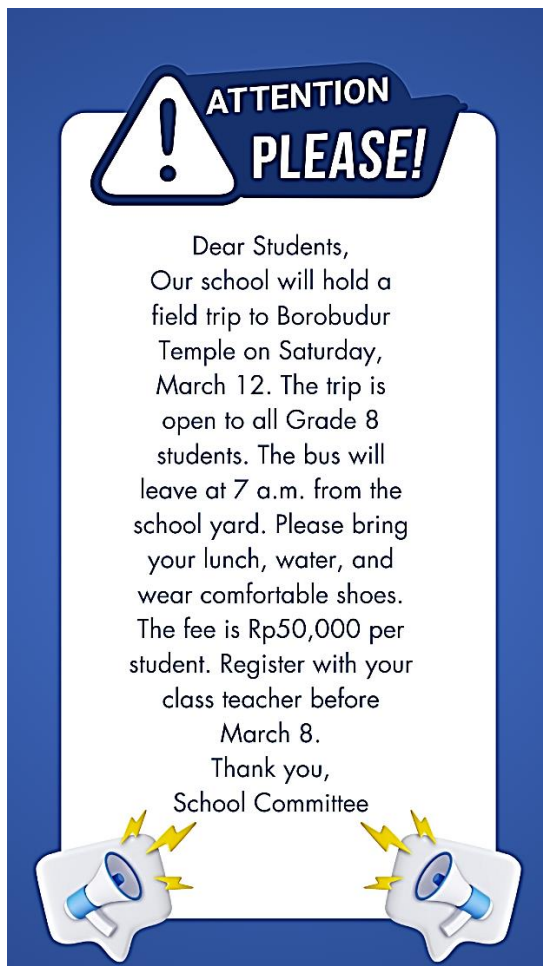 ATTENTION
PLEASE!
Dear Students,
Our school will hold a
field trip to Borobudur
Temple on Saturday,
March 12. The trip is
open to all Grade 8
students. The bus will
leave at 7 a.m. from the
school yard. Please bring
your lunch, water, and
wear comfortable shoes.
The fee is Rp50,000 per
student. Register with your
class teacher before
March 8.
Thank you,
School Committee